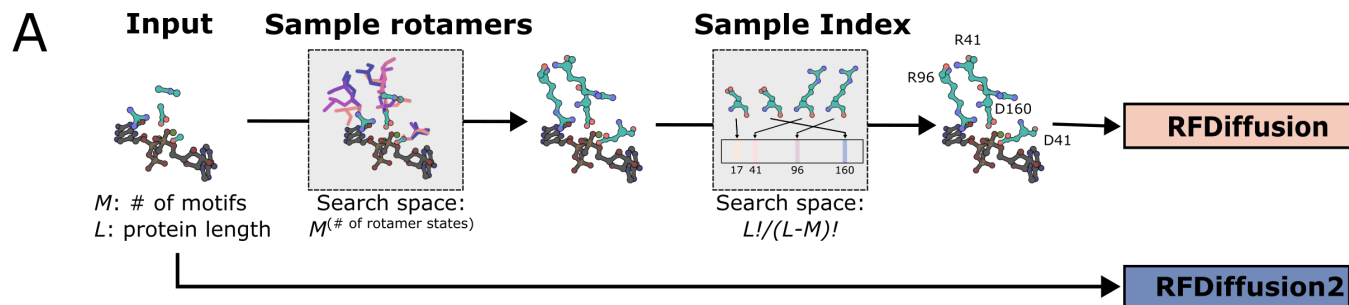 A
Input
Sample rotamers
Sample Index
R41
R96
D160
D41
RFDiffusion
17 41 96 160
M: # of motifs
L: protein length
Search space:
M(# of rotamer states)
Search space:
L!/(L-M)!
RFDiffusion2